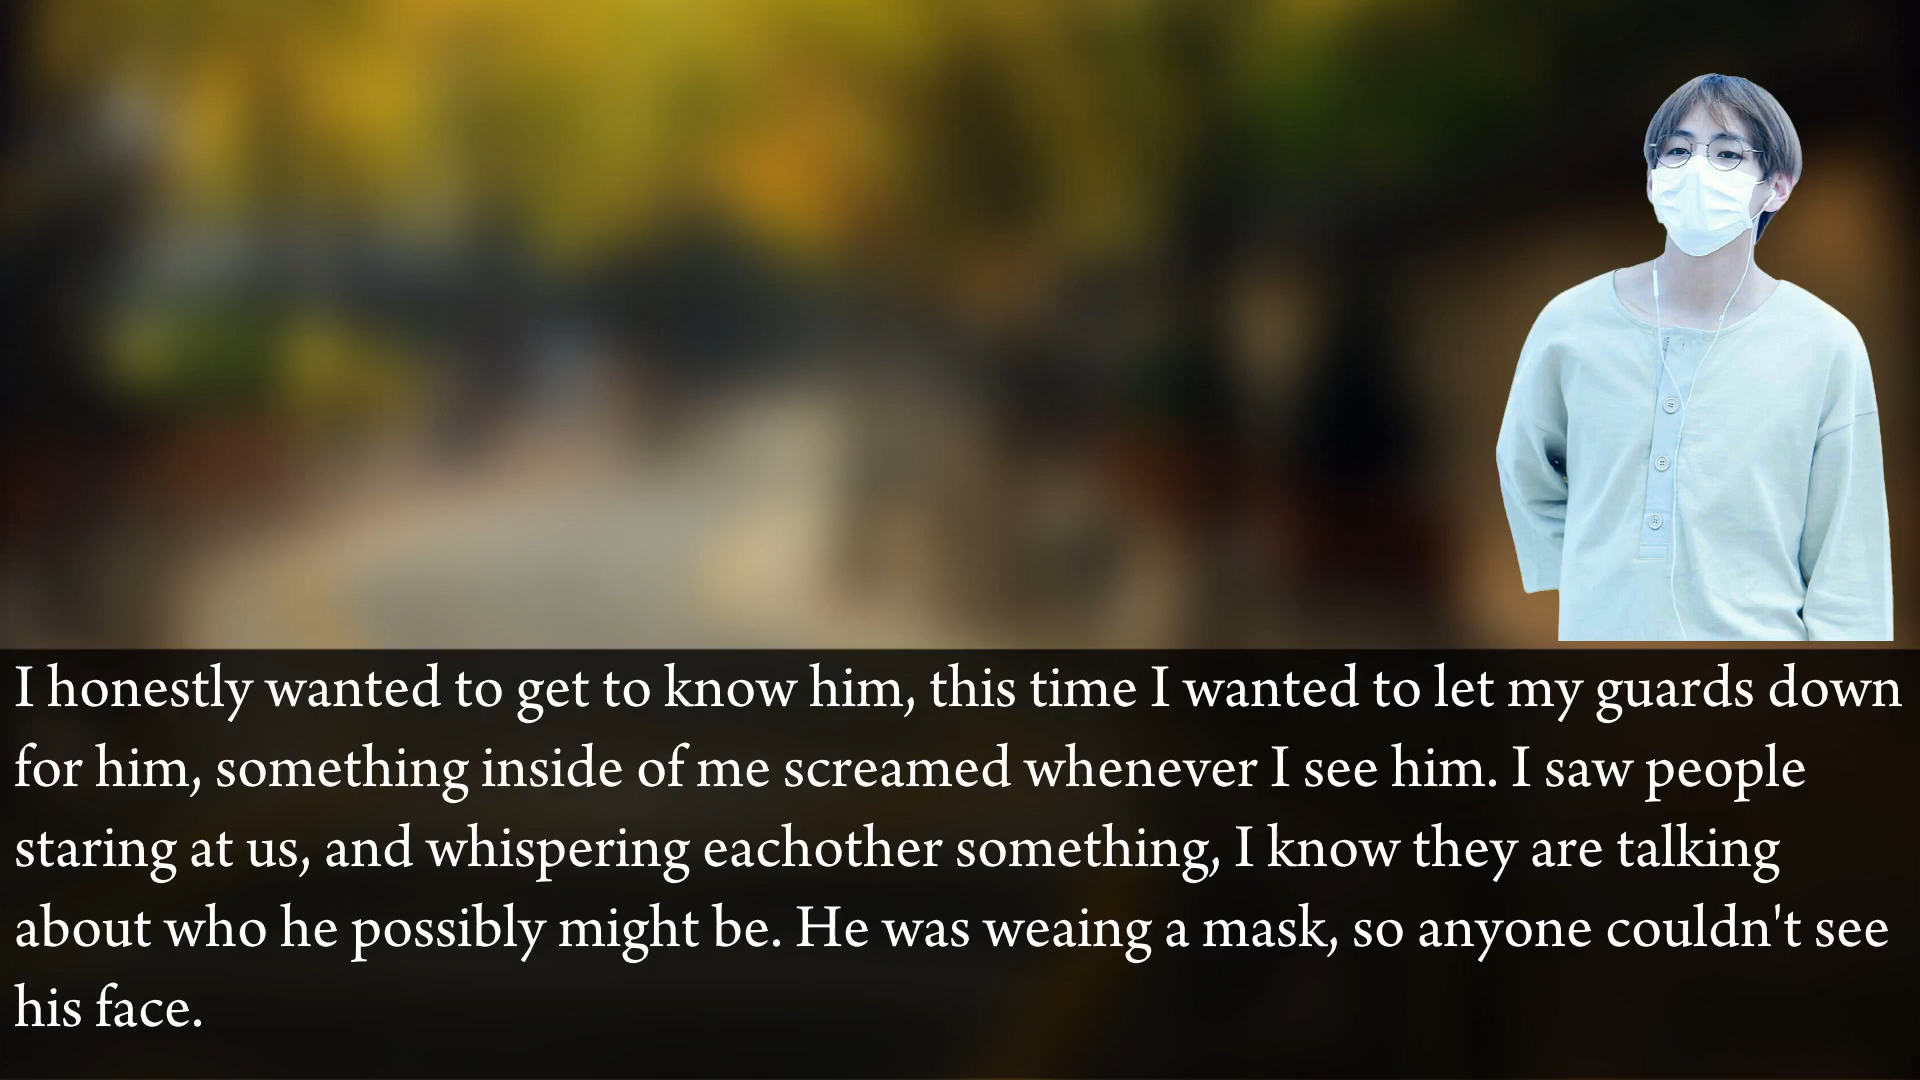 I honestly wanted to get to know him, this time I wanted to let my guards down
for him, something inside of me screamed whenever I see him. I saw people
staring at us, and whispering eachother something, I know they are talking
about who he possibly might be. He was weaing a mask, so anyone couldn't see
his face.